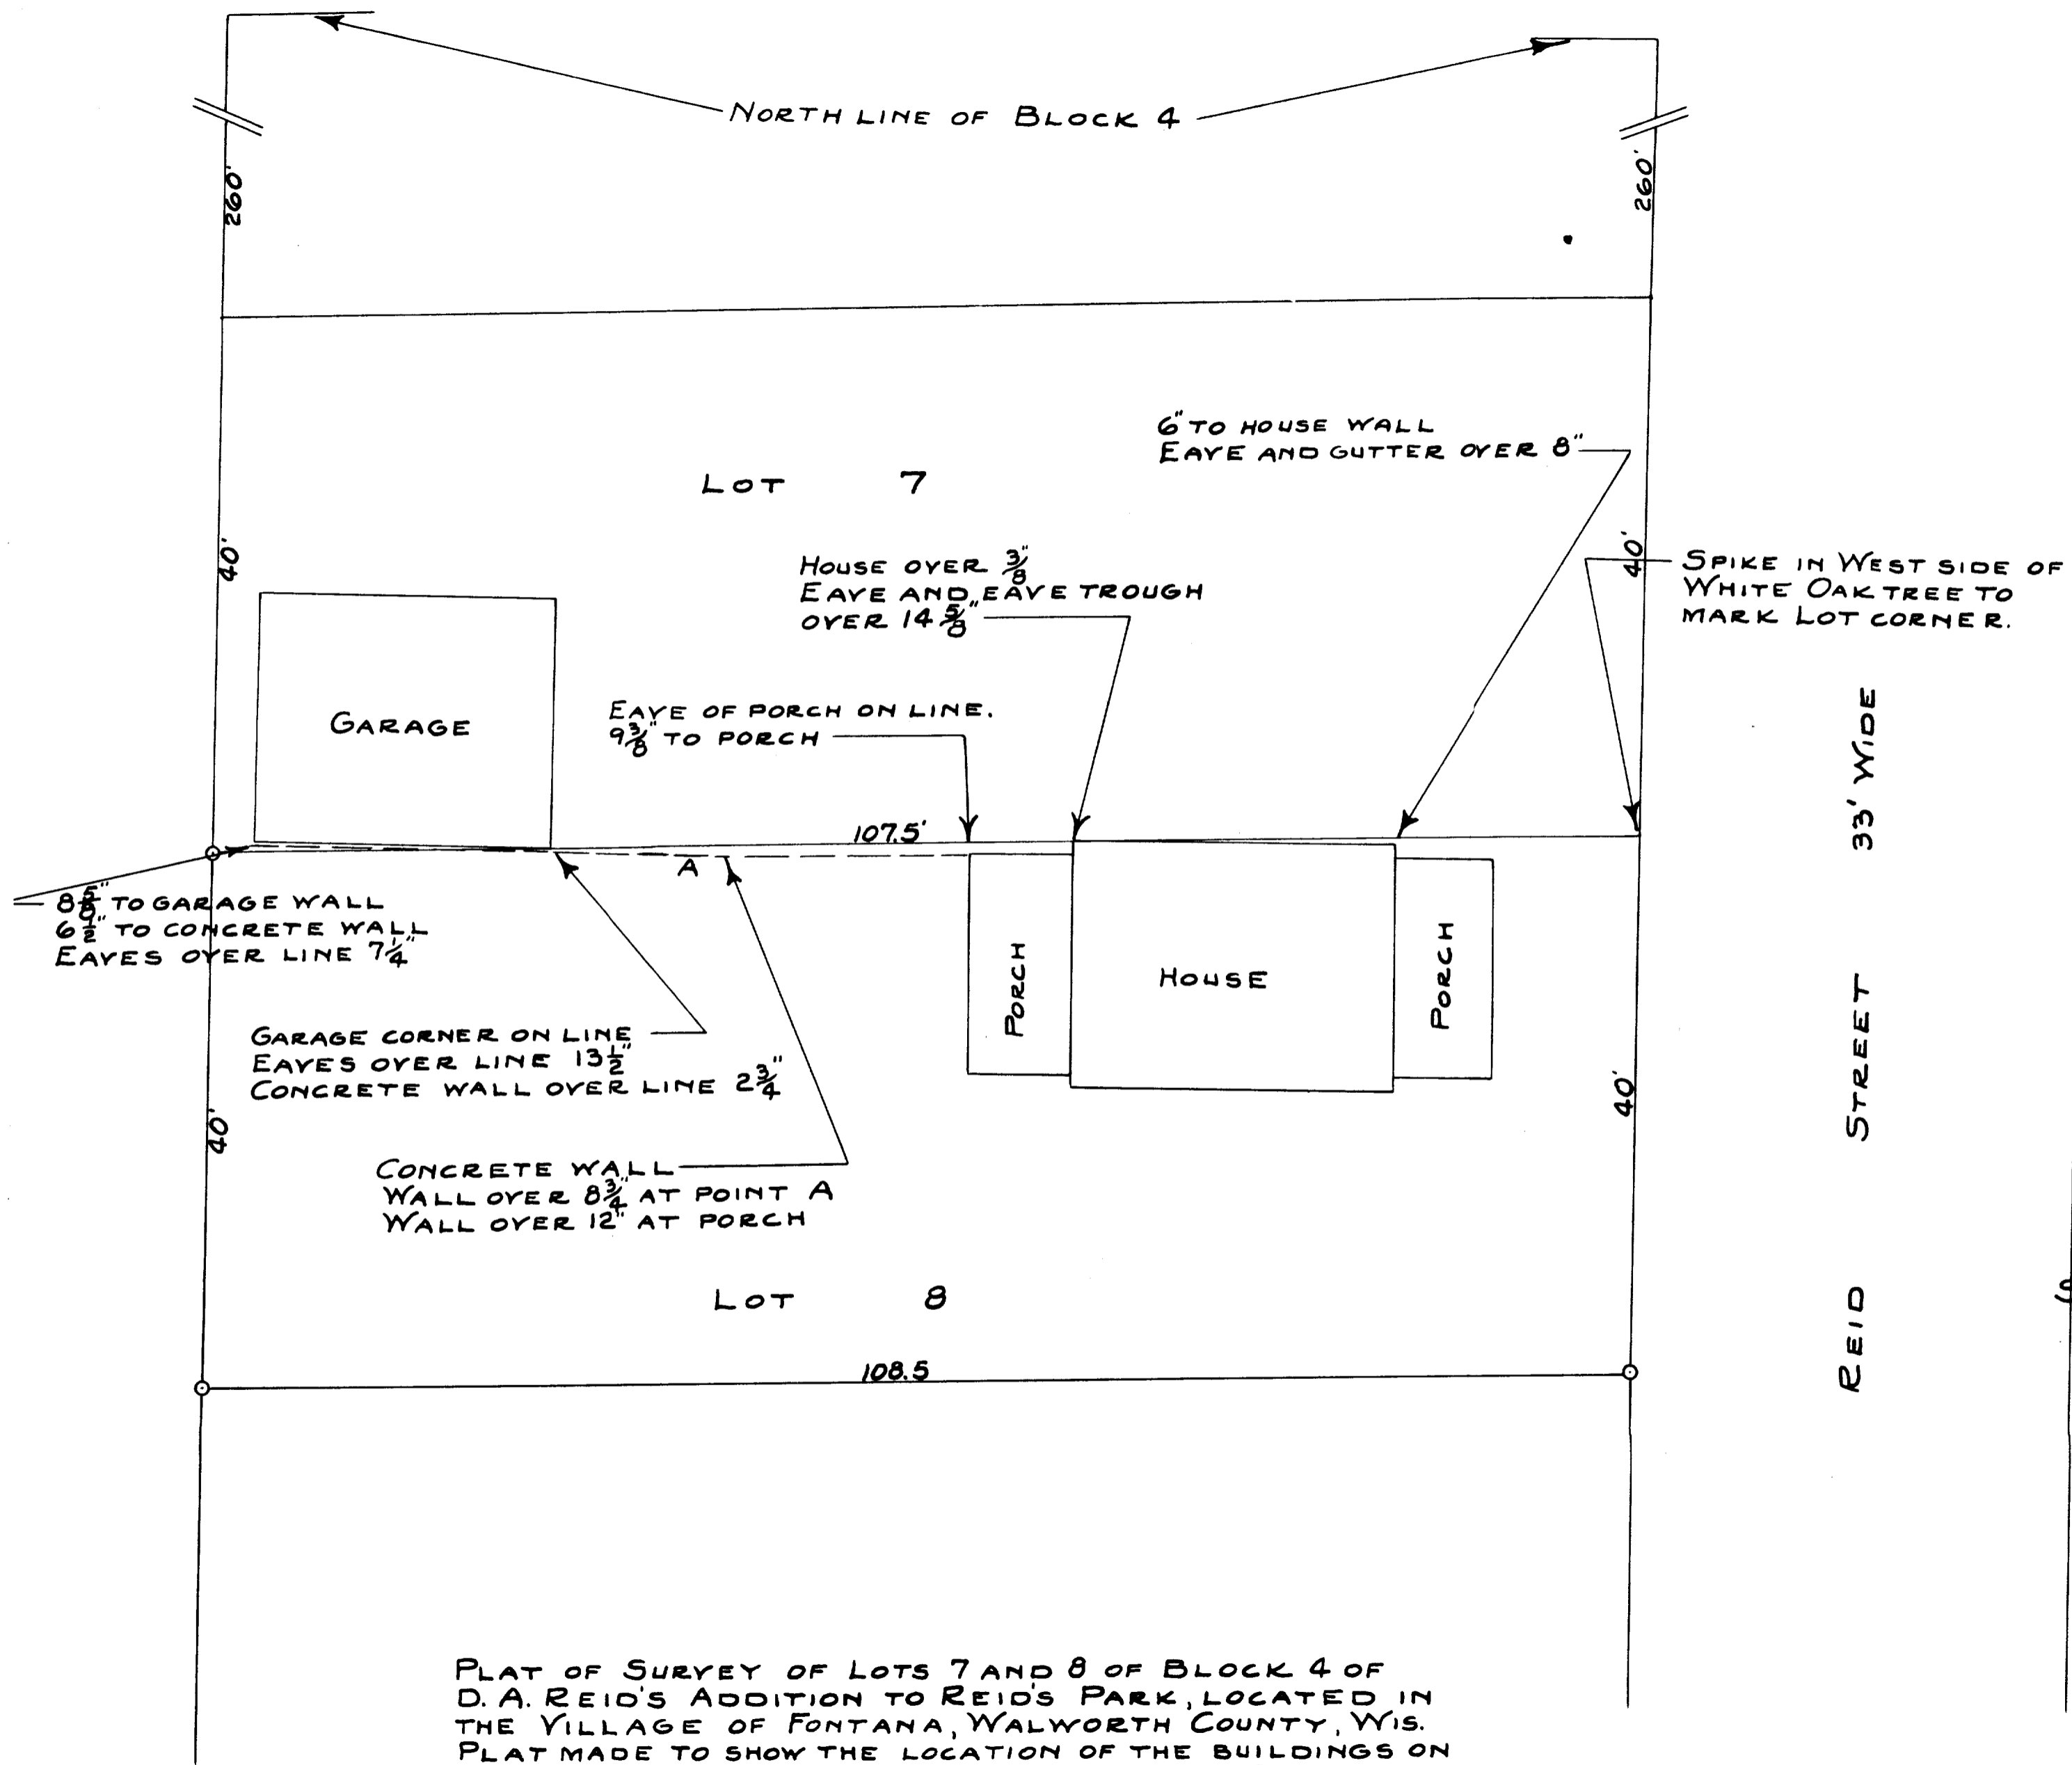 NORTH LINE OF BLOCK 4
260'
260'
6" TO HOUSE WALL
EAVE AND GUTTER OVER 8"
LOT 7
40'
40'
HOUSE OVER 3/8"
EAVE AND EAVE TROUGH
OVER 14 5/8"
SPIKE IN WEST SIDE OF
WHITE OAK TREE TO
MARK LOT CORNER.
GARAGE
EAVE OF PORCH ON LINE.
9 3/8" TO PORCH
107.5'
A
8 5/8" TO GARAGE WALL
6 1/2" TO CONCRETE WALL
EAVES OVER LINE 7 1/4"
PORCH
HOUSE
PORCH
GARAGE CORNER ON LINE
EAVES OVER LINE 13 1/2"
CONCRETE WALL OVER LINE 2 3/4"
40'
40'
CONCRETE WALL
WALL OVER 8 3/4" AT POINT A
WALL OVER 12" AT PORCH
LOT 8
108.5
REID STREET 33' WIDE
PLAT OF SURVEY OF LOTS 7 AND 8 OF BLOCK 4 OF
D. A. REID'S ADDITION TO REID'S PARK, LOCATED IN
THE VILLAGE OF FONTANA, WALWORTH COUNTY, WIS.
PLAT MADE TO SHOW THE LOCATION OF THE BUILDINGS ON